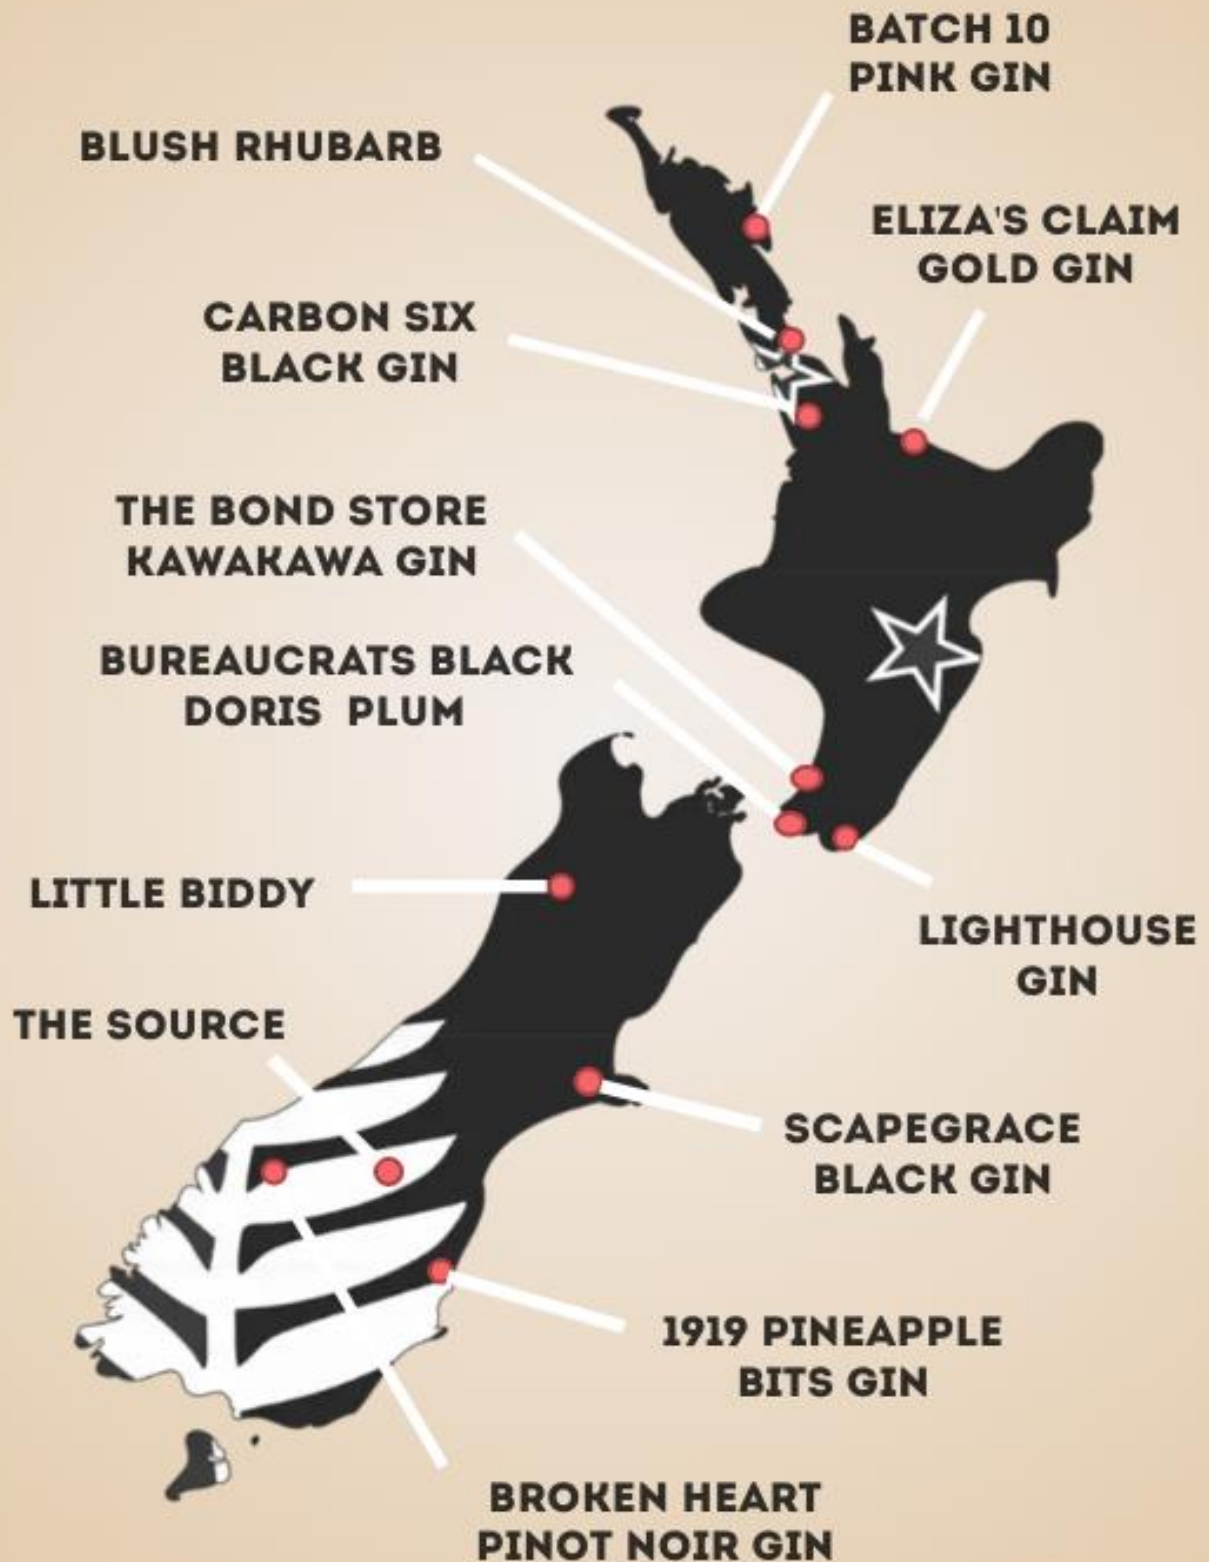 BATCH 10
PINK GIN
BLUSH RHUBARB
ELIZA'S CLAIM
GOLD GIN
CARBON SIX
BLACK GIN
THE BOND STORE
KAWAKAWA GIN
BUREAUCRATS BLACK
DORIS PLUM
LITTLE BIDDY
LIGHTHOUSE
GIN
THE SOURCE
SCAPEGRACE
BLACK GIN
1919 PINEAPPLE
BITS GIN
BROKEN HEART
PINOT NOIR GIN